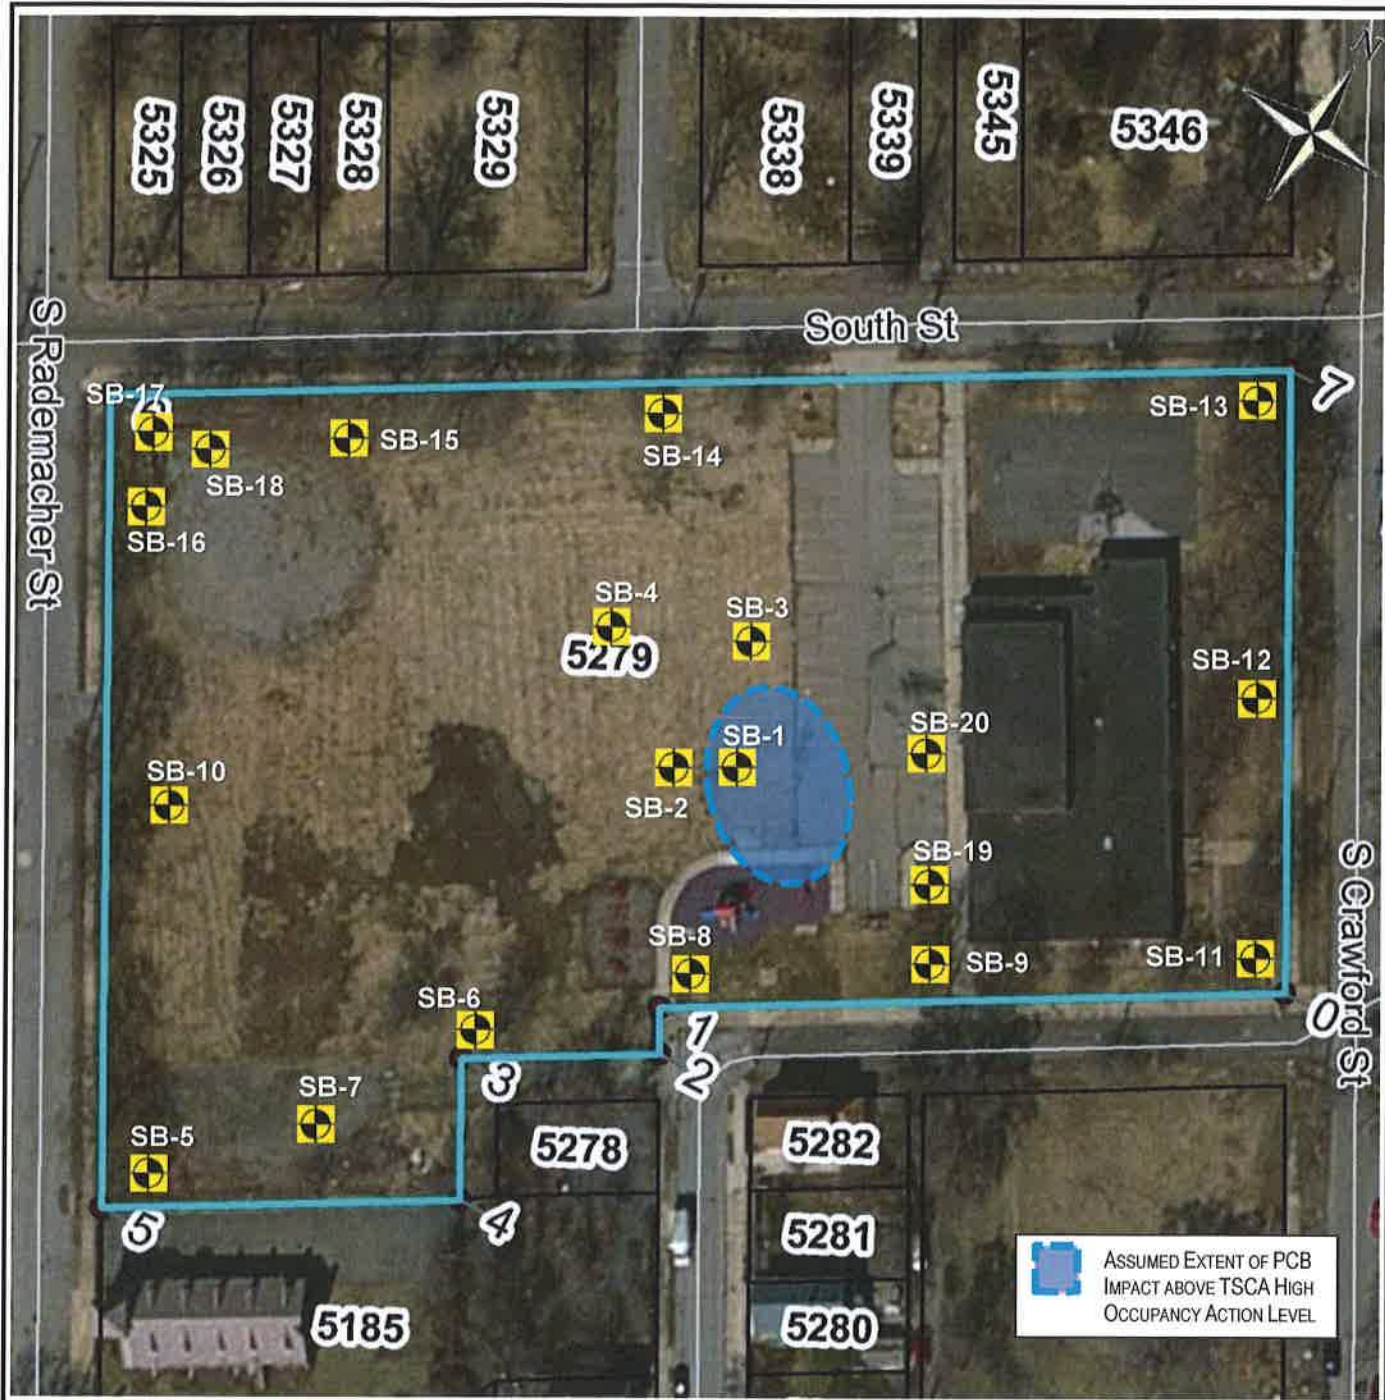 N
5325
5326
5327
5328
5329
5338
5339
5345
5346
South St
S Rademacher St
S Crawford St
7
SB-17
6
SB-18
SB-15
SB-14
SB-13
SB-16
SB-4
5279
SB-3
SB-12
SB-1
SB-20
SB-10
SB-2
SB-19
SB-8
SB-9
SB-11
SB-6
1
0
2
3
SB-7
SB-5
5278
5282
5
4
5281
5185
5280
ASSUMED EXTENT OF PCB
IMPACT ABOVE TSCA HIGH
OCCUPANCY ACTION LEVEL